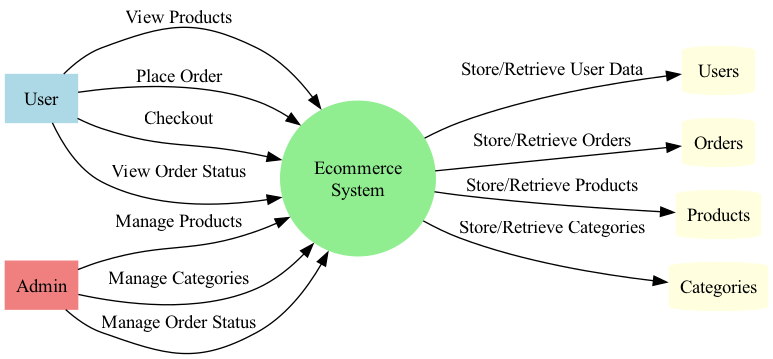 View Products
Place Order
User
Checkout
View Order Status
Manage Products
Admin
Manage Categories
Manage Order Status
Ecommerce
System
Store/Retrieve User Data
Users
Store/Retrieve Orders
Orders
Store/Retrieve Products
Products
Store/Retrieve Categories
Categories